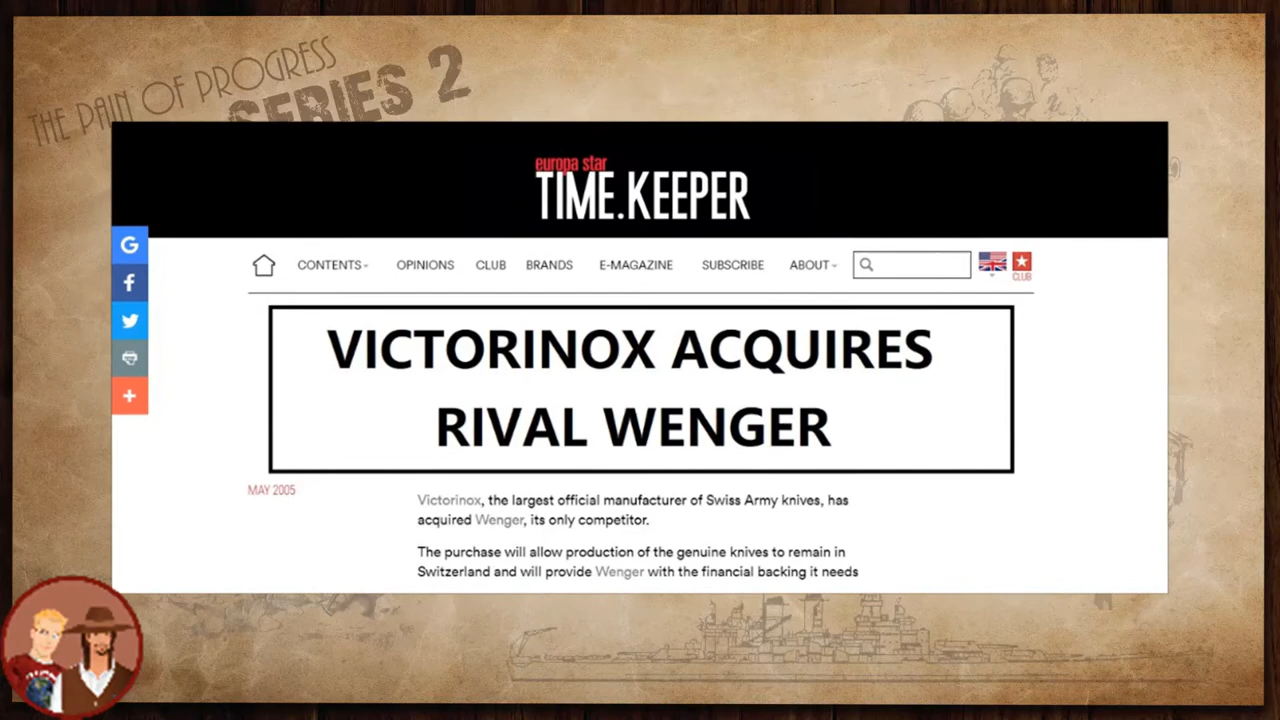 THE PAIN OF PROGRESS
SERIES 2
europa star
TIME.KEEPER
CONTENTS OPINIONS CLUB BRANDS E-MAGAZINE SUBSCRIBE ABOUT
CLUB
VICTORINOX ACQUIRES
RIVAL WENGER
MAY 2005
Victorinox, the largest official manufacturer of Swiss Army knives, has
acquired Wenger, its only competitor.
The purchase will allow production of the genuine knives to remain in
Switzerland and will provide Wenger with the financial backing it needs